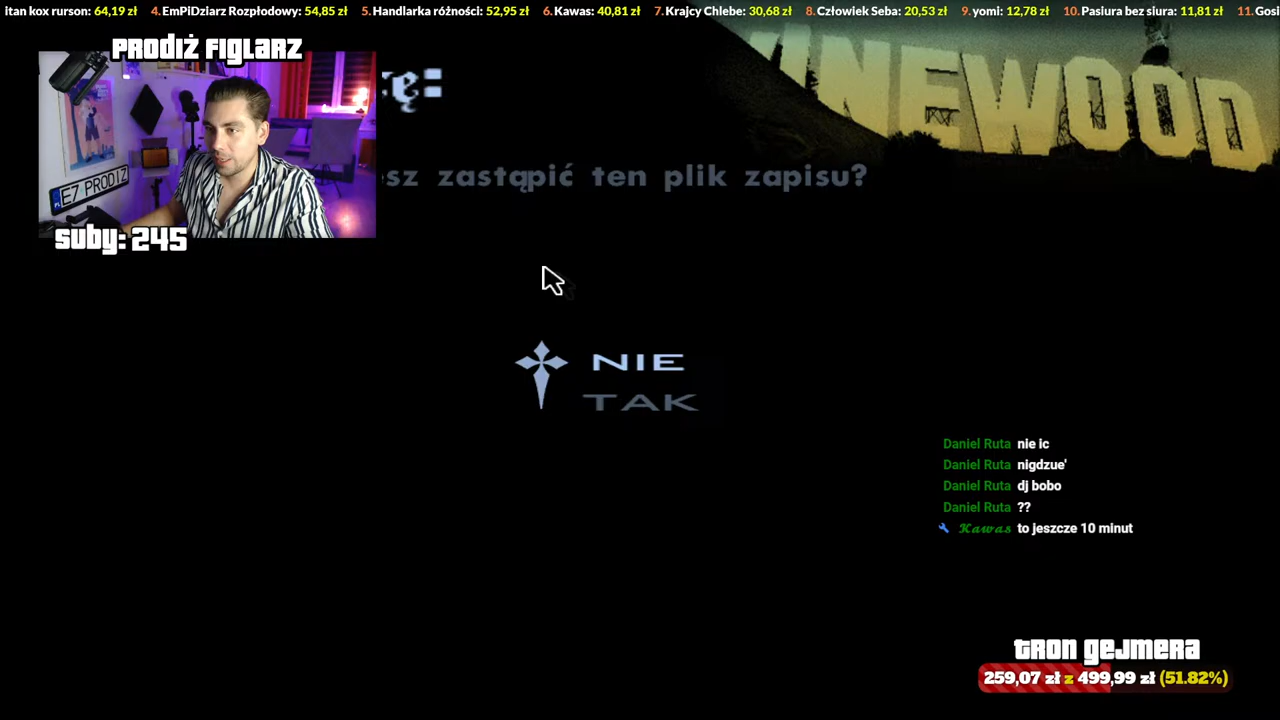 itan kox rurson: 64,19 zł 4. EmPiDziarz Rozpłodowy: 54,85 zł 5. Handlarka różności: 52,95 zł 6. Kawas: 40,81 zł 7. Krajcy Chlebe: 30,68 zł 8. Człowiek Seba: 20,53 zł 9. yomi: 12,78 zł 10. Pasiura bez siura: 11,81 zł 11. Gosi
PRODIŻ FIGLARZ
INEWOOD
ę:
E7 PRODIZ
sz zastąpić ten plik zapisu?
suby: 245
NIE
TAK
Daniel Ruta nie ic
Daniel Ruta nigdzue'
Daniel Ruta dj bobo
Daniel Ruta ??
Kawas to jeszcze 10 minut
tRON GEJMERA
259,07 zł z 499,99 zł (51.82%)